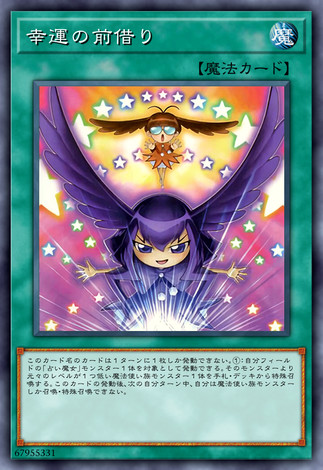 幸運の前借り
魔
【魔法カード】
このカード名のカードは1ターンに1枚しか発動できない。①:自分フィール
ドの「占い魔女」モンスター1体を対象として発動できる。そのモンスターより
元々のレベルが1つ低い魔法使い族モンスター1体を手札・デッキから特殊召
喚する。このカードの発動後、次の自分ターン中、自分は魔法使い族モンスター
しか召喚・特殊召喚できない。
67955331